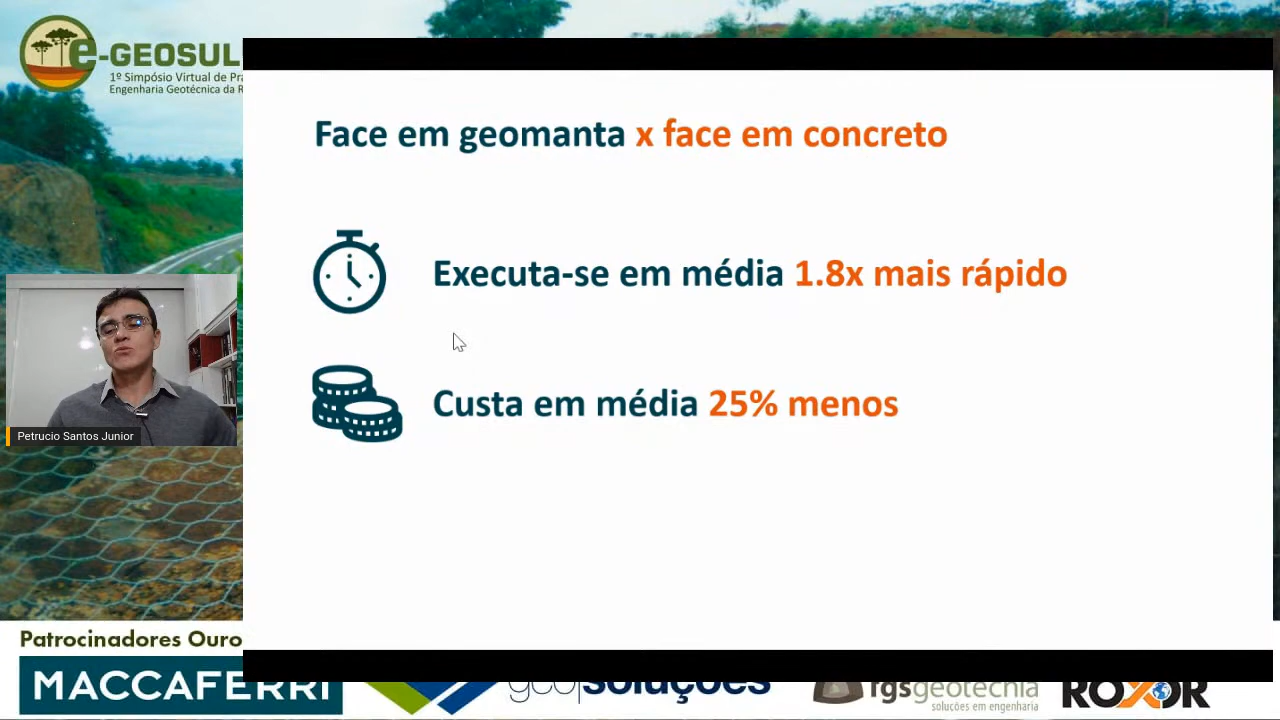 e-GEOSUL
1º Simpósio Virtual de Pra
Engenharia Geotécnica da R
Face em geomanta x face em concreto
Executa-se em média 1.8x mais rápido
Custa em média 25% menos
Petrucio Santos Junior
Patrocinadores Ouro
MACCAFERRI
geo|soluções
rgsgeotecnia
soluções em engenharia
ROXOR